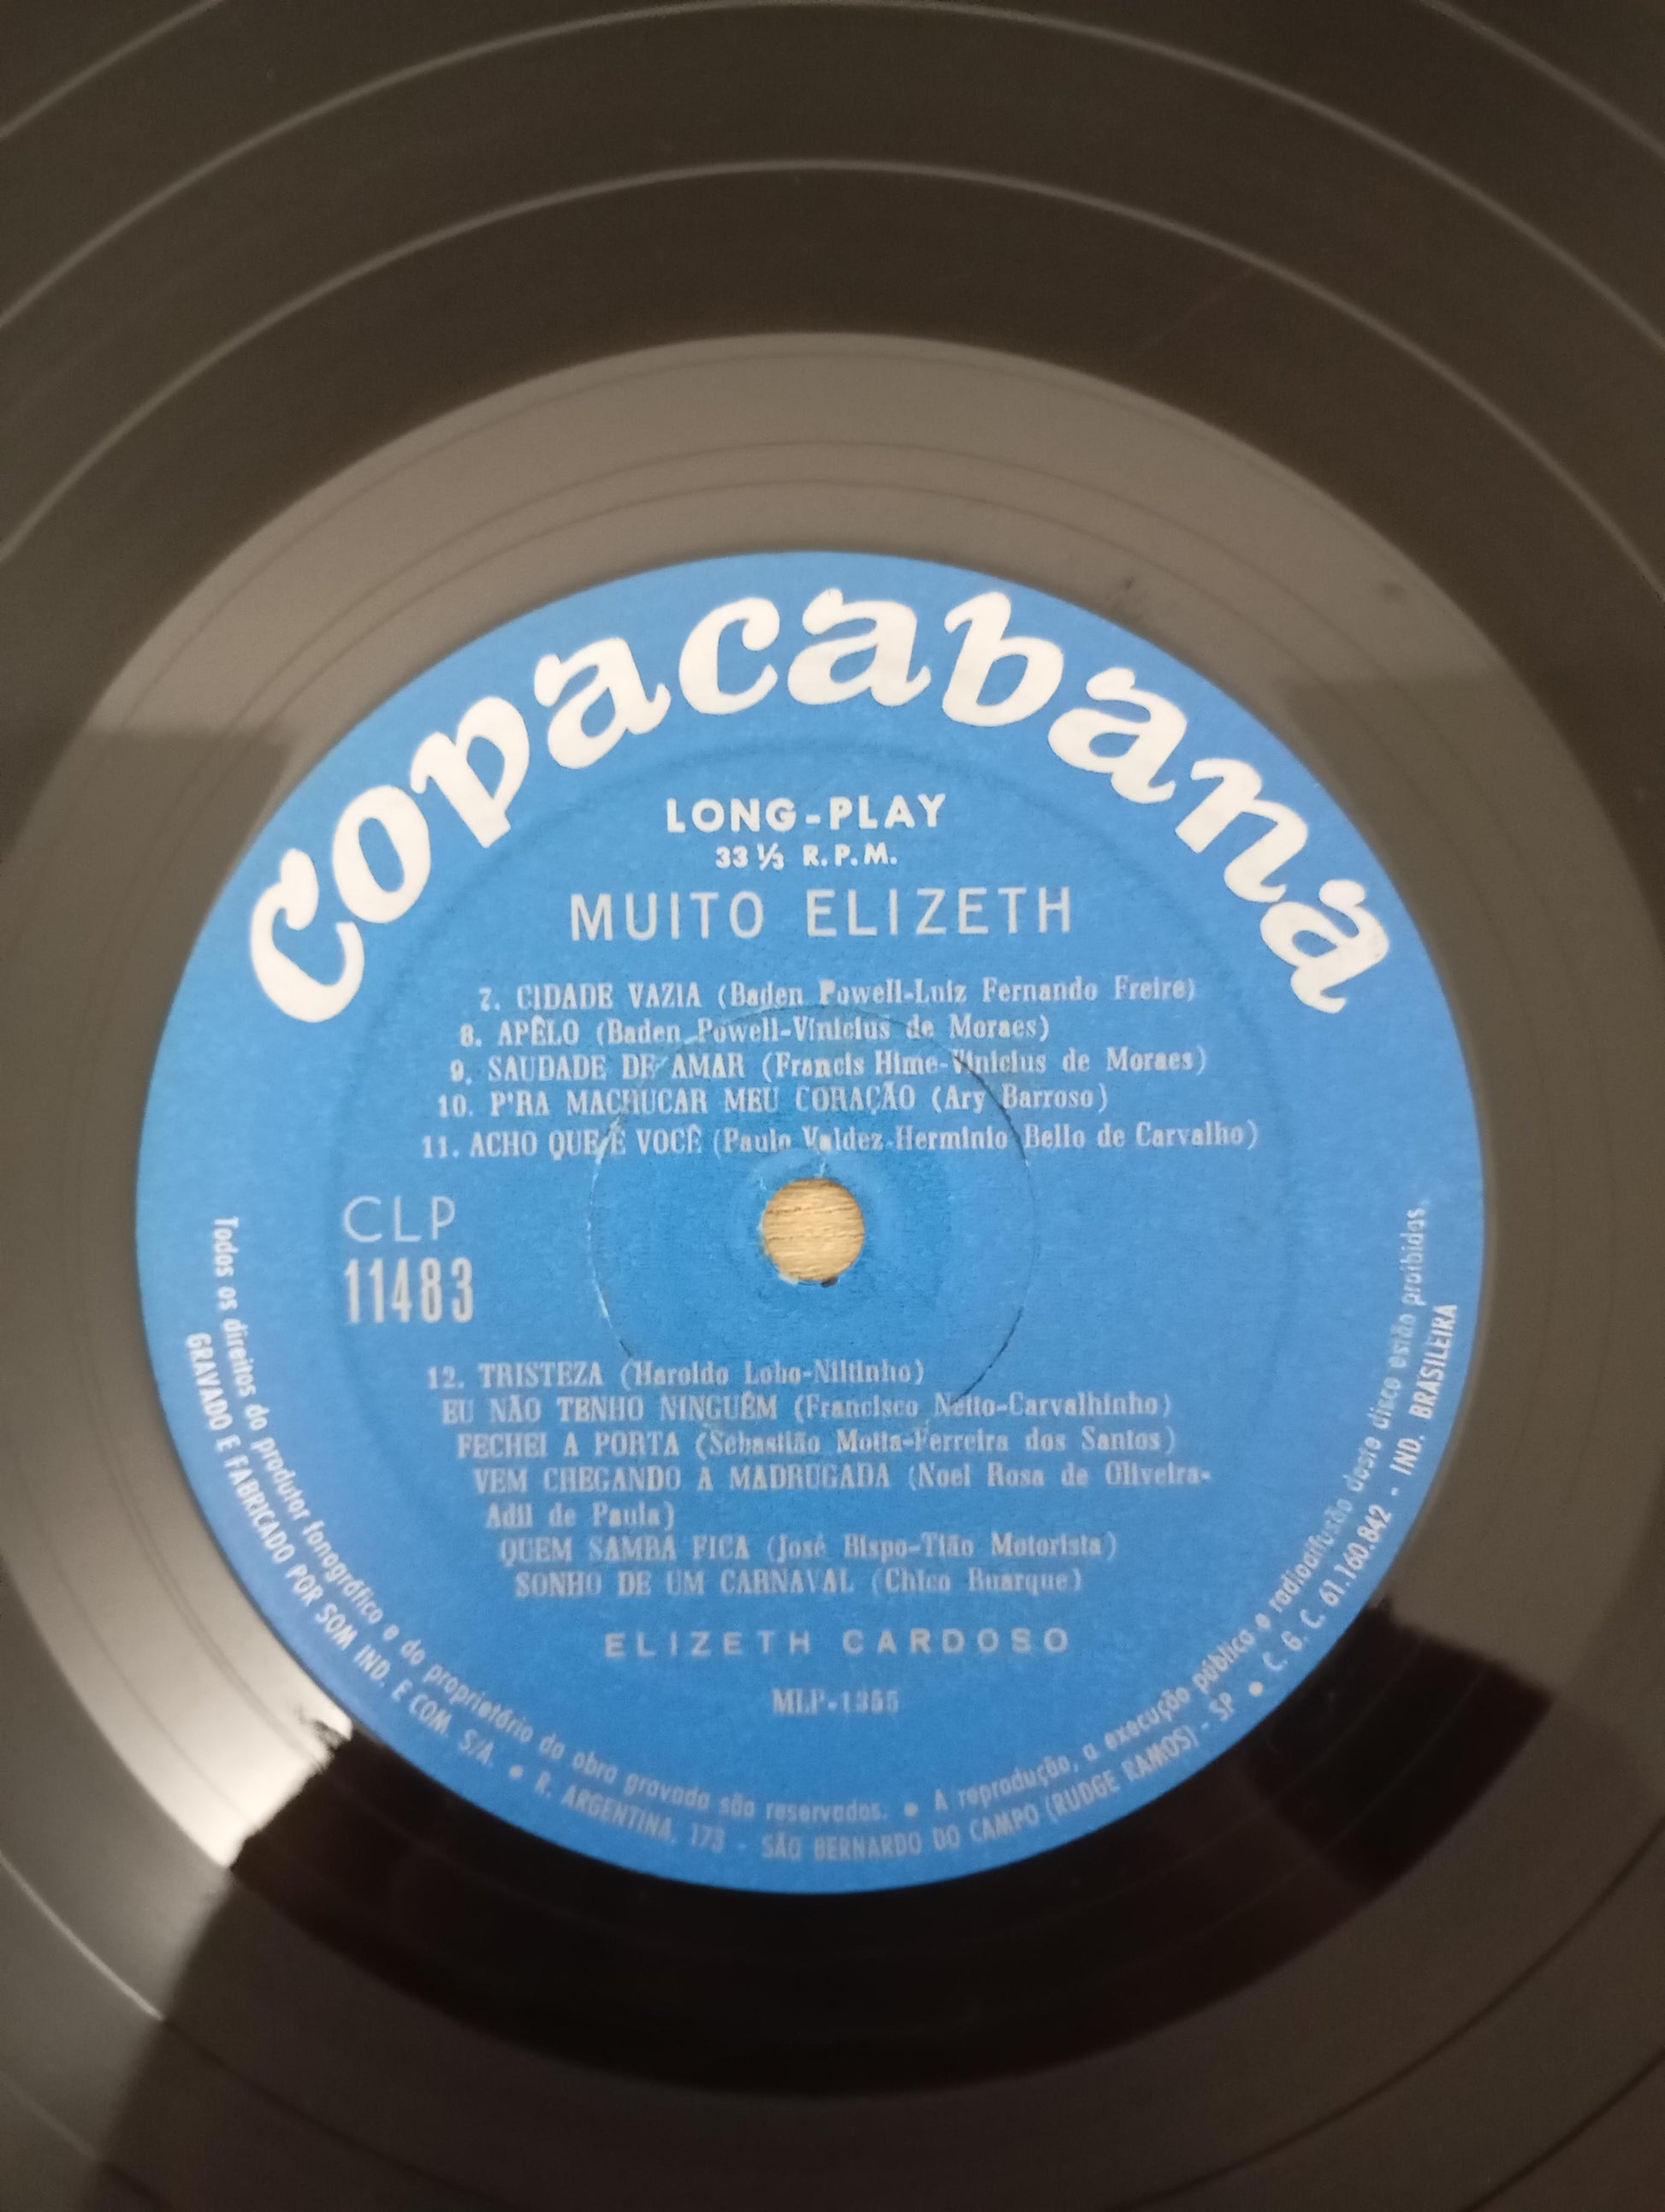 Copacabana
LONG-PLAY
33 ⅓ R.P.M.
MUITO ELIZETH
7. CIDADE VAZIA (Baden Powell-Luiz Fernando Freire)
8. APÊLO (Baden Powell-Vinicius de Moraes)
9. SAUDADE DE AMAR (Francis Hime-Vinicius de Moraes)
10. P'RA MACHUCAR MEU CORAÇÃO (Ary Barroso)
11. ACHO QUE É VOCÊ (Paulo Valdez-Herminio Bello de Carvalho)
CLP
11483
12. TRISTEZA (Haroldo Lobo-Niltinho)
EU NÃO TENHO NINGUÉM (Francisco Netto-Carvalhinho)
FECHEI A PORTA (Sebastião Motta-Ferreira dos Santos)
VEM CHEGANDO A MADRUGADA (Noel Rosa de Oliveira-
Adil de Paula)
QUEM SAMBA FICA (José Bispo-Tião Motorista)
SONHO DE UM CARNAVAL (Chico Buarque)
ELIZETH CARDOSO
MLP-1355
Todos os direitos do produtor fonográfico e do proprietário da obra gravada são reservados. • A reprodução, a execução pública e radiodifusão deste disco estão proibidas.
GRAVADO E FABRICADO POR SOM IND. E COM. S/A. • R. ARGENTINA, 173 - SÃO BERNARDO DO CAMPO (RUDGE RAMOS) - SP • C. G. C. 61.160.842 - IND. BRASILEIRA